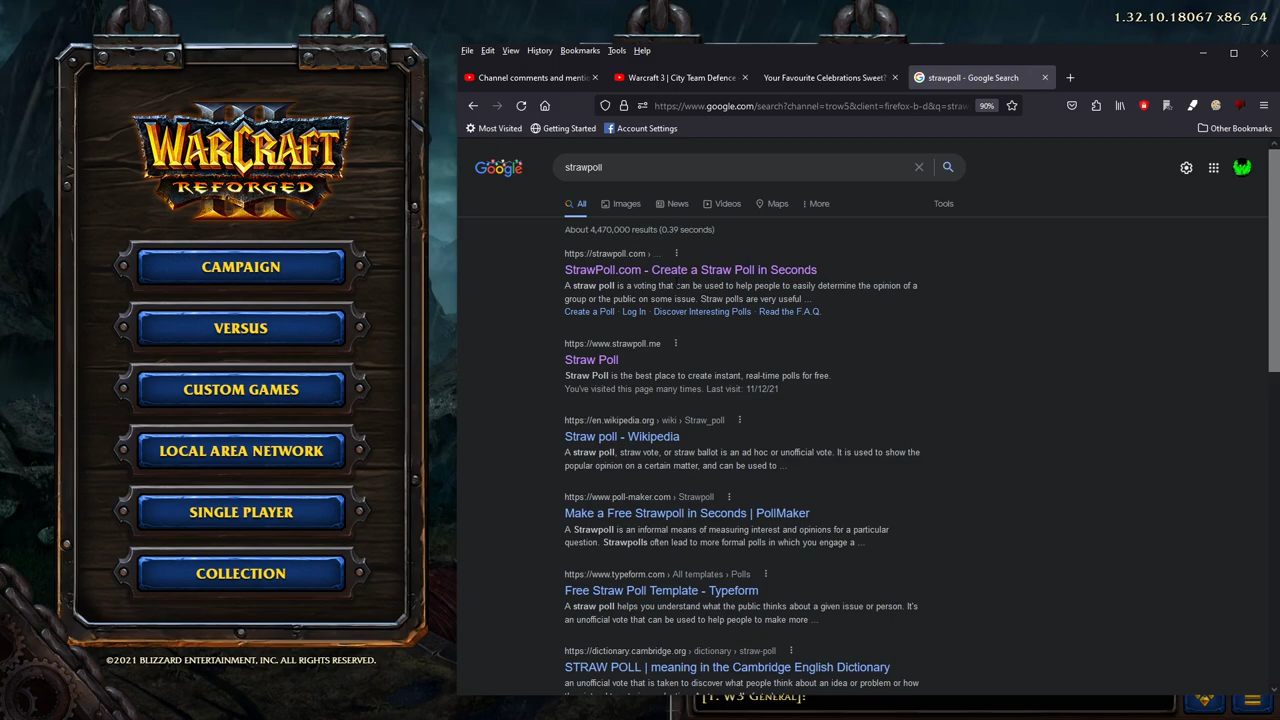 1.32.10.18067 x86_64
WARCRAFT
III
REFORGED
CAMPAIGN
VERSUS
CUSTOM GAMES
LOCAL AREA NETWORK
SINGLE PLAYER
COLLECTION
©2021 BLIZZARD ENTERTAINMENT, INC. ALL RIGHTS RESERVED.
File Edit View History Bookmarks Tools Help
Channel comments and mentio
Warcraft 3 | City Team Defence -
Your Favourite Celebrations Sweet?
strawpoll - Google Search
https://www.google.com/search?channel=trow5&client=firefox-b-d&q=straw
90%
Most Visited Getting Started Account Settings
Other Bookmarks
Google
strawpoll
All Images News Videos Maps More Tools
About 4,470,000 results (0.39 seconds)
https://strawpoll.com › ...
StrawPoll.com - Create a Straw Poll in Seconds
A straw poll is a voting that can be used to help people to easily determine the opinion of a
group or the public on some issue. Straw polls are very useful ...
Create a Poll · Log In · Discover Interesting Polls · Read the F.A.Q.
https://www.strawpoll.me
Straw Poll
Straw Poll is the best place to create instant, real-time polls for free.
You've visited this page many times. Last visit: 11/12/21
https://en.wikipedia.org › wiki › Straw_poll
Straw poll - Wikipedia
A straw poll, straw vote, or straw ballot is an ad hoc or unofficial vote. It is used to show the
popular opinion on a certain matter, and can be used to ...
https://www.poll-maker.com › Strawpoll
Make a Free Strawpoll in Seconds | PollMaker
A Strawpoll is an informal means of measuring interest and opinions for a particular
question. Strawpolls often lead to more formal polls in which you engage a ...
https://www.typeform.com › All templates › Polls
Free Straw Poll Template - Typeform
A straw poll helps you understand what the public thinks about a given issue or person. It's
an unofficial vote that can be used to help people to make more ...
https://dictionary.cambridge.org › dictionary › straw-poll
STRAW POLL | meaning in the Cambridge English Dictionary
an unofficial vote that is taken to discover what people think about an idea or problem or how
[1. W3 GENERAL]: